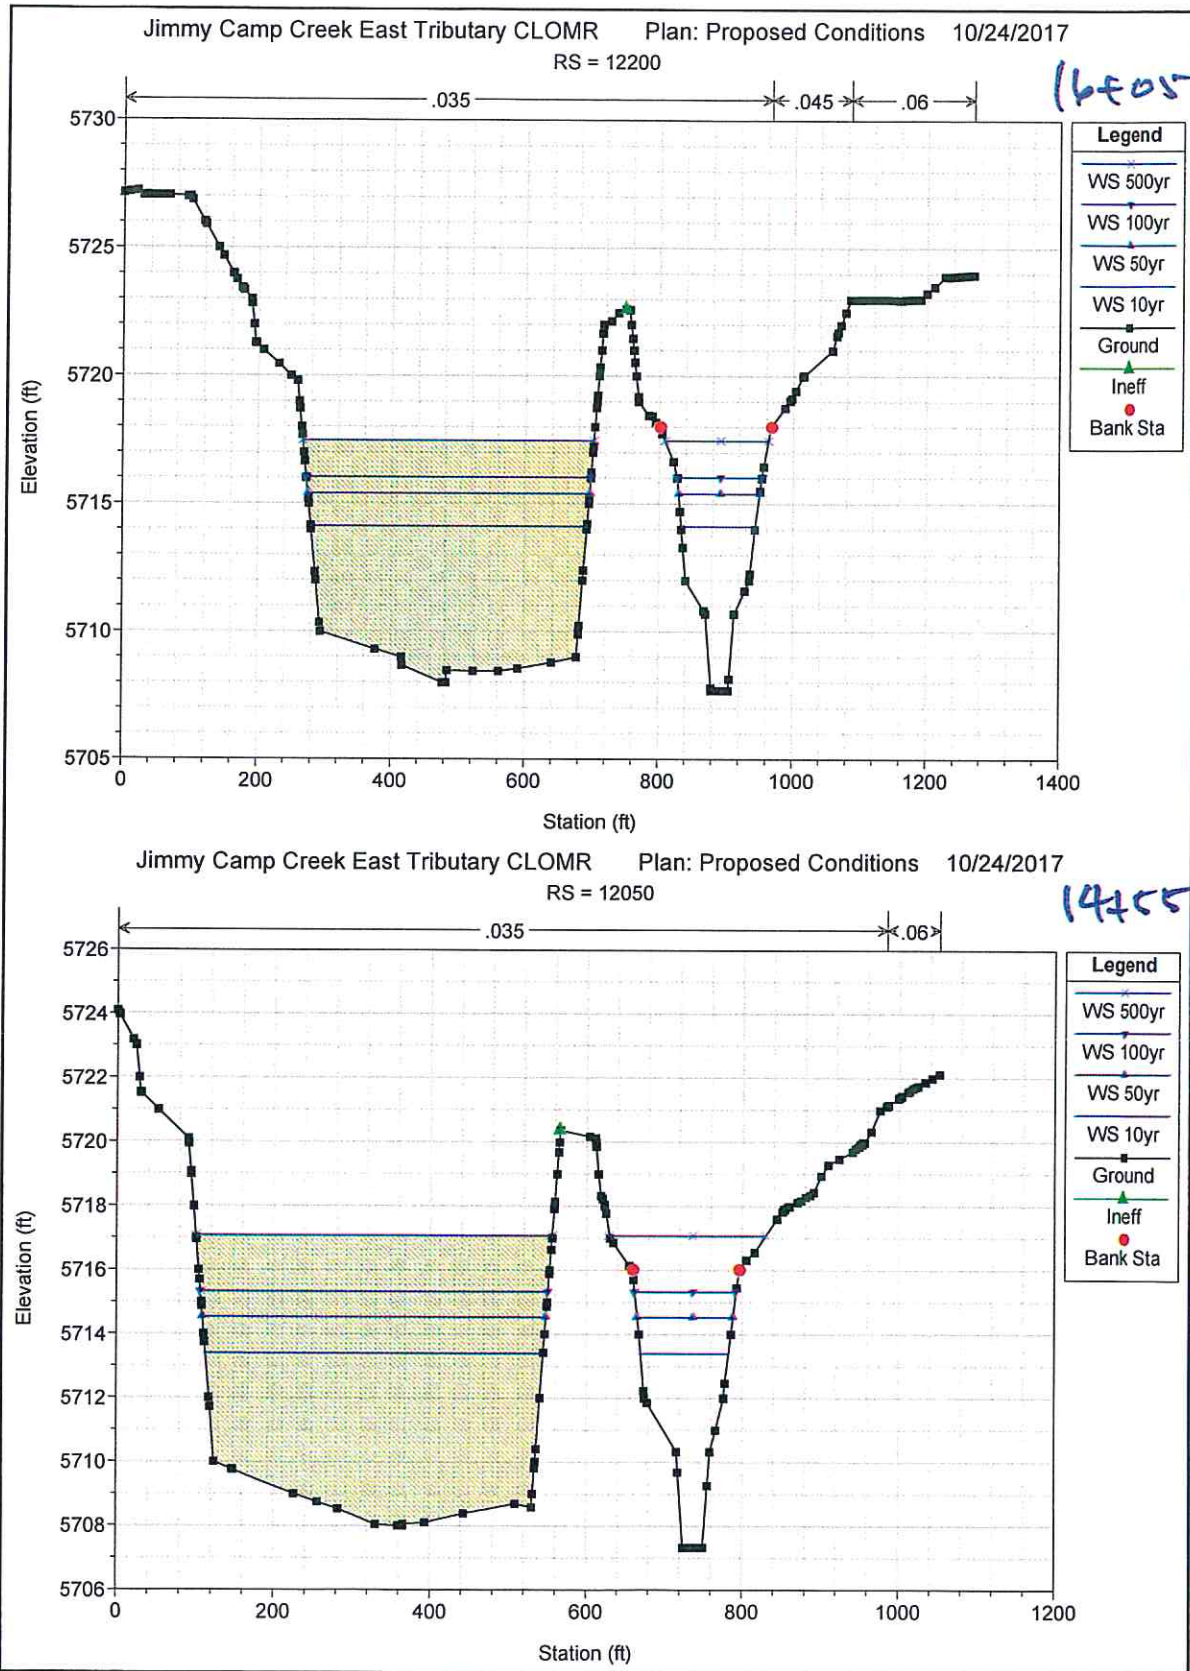 Jimmy Camp Creek East Tributary CLOMR Plan: Proposed Conditions 10/24/2017
RS = 12200
16+05
.035 .045 .06
Legend
WS 500yr
WS 100yr
WS 50yr
WS 10yr
Ground
Ineff
Bank Sta
5730
5725
5720
5715
5710
5705
Elevation (ft)
0 200 400 600 800 1000 1200 1400
Station (ft)
Jimmy Camp Creek East Tributary CLOMR Plan: Proposed Conditions 10/24/2017
RS = 12050
14+55
.035 .06
Legend
WS 500yr
WS 100yr
WS 50yr
WS 10yr
Ground
Ineff
Bank Sta
5726
5724
5722
5720
5718
5716
5714
5712
5710
5708
5706
Elevation (ft)
0 200 400 600 800 1000 1200
Station (ft)